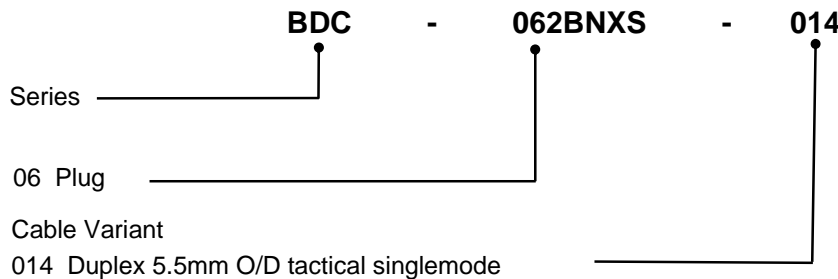 BDC - 062BNXS - 014
Series
06 Plug
Cable Variant
014 Duplex 5.5mm O/D tactical singlemode